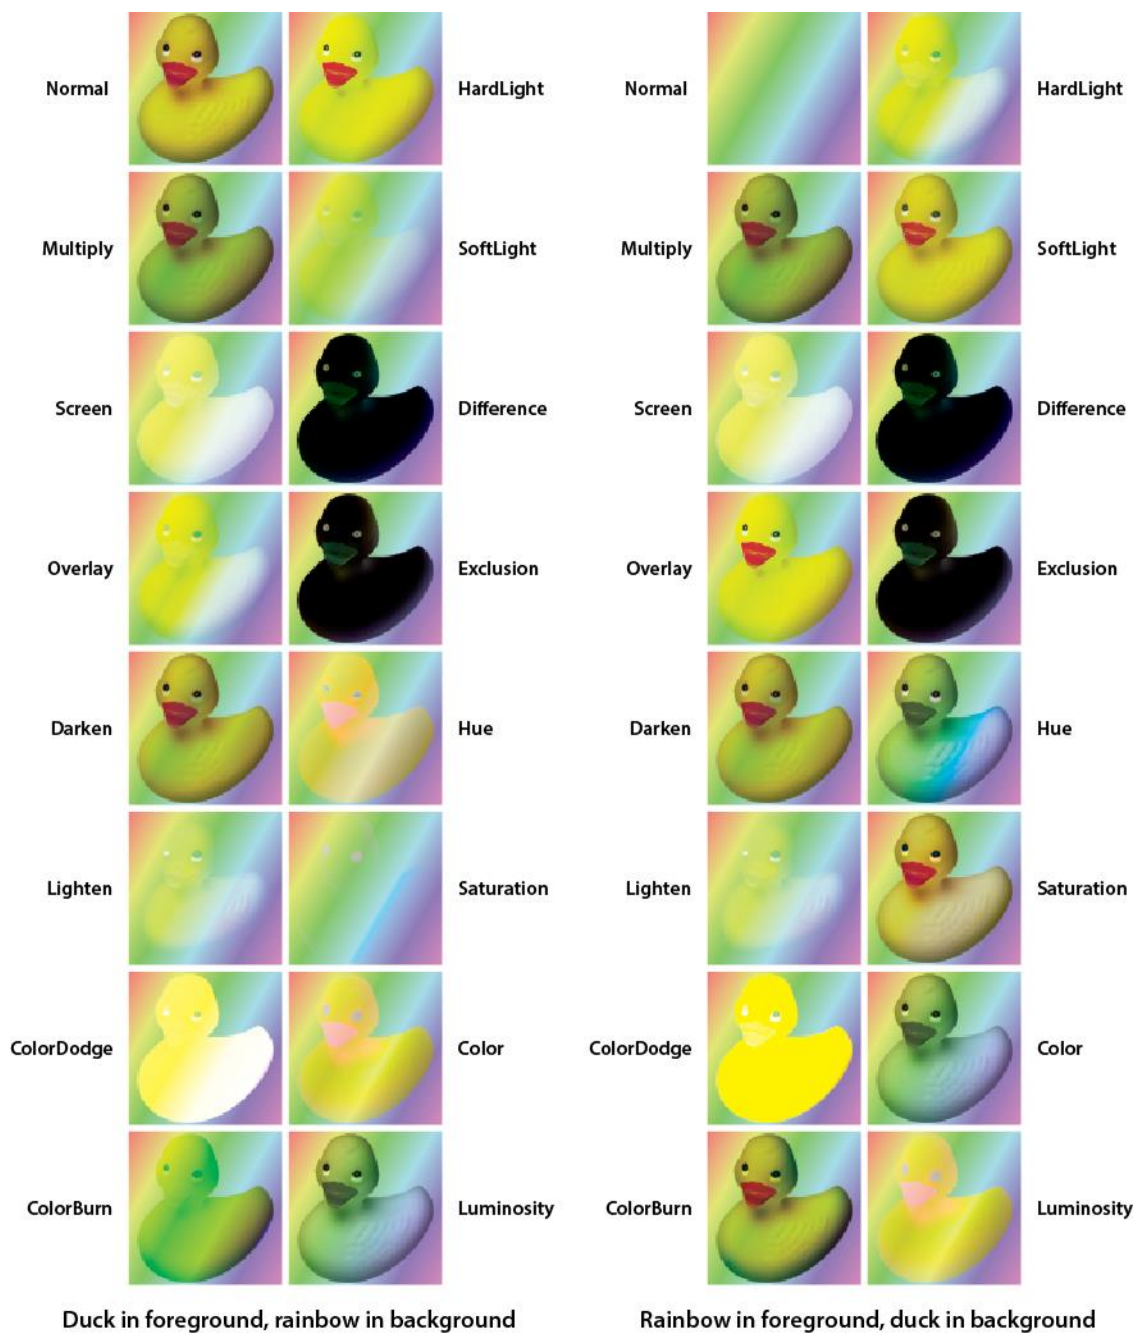 Normal HardLight Normal HardLight
Multiply SoftLight Multiply SoftLight
Screen Difference Screen Difference
Overlay Exclusion Overlay Exclusion
Darken Hue Darken Hue
Lighten Saturation Lighten Saturation
ColorDodge Color ColorDodge Color
ColorBurn Luminosity ColorBurn Luminosity
Duck in foreground, rainbow in background Rainbow in foreground, duck in background